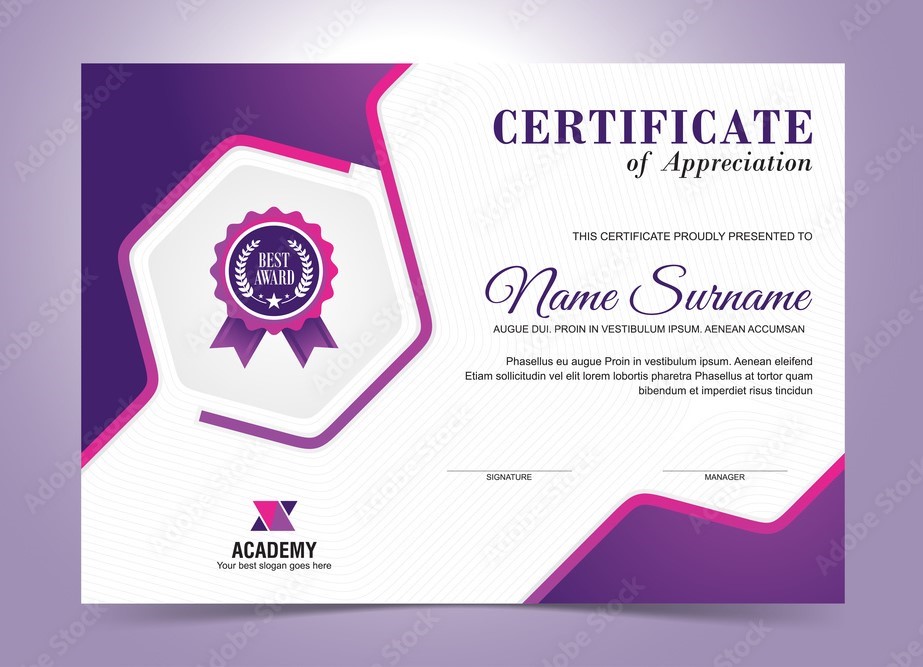 CERTIFICATE
of Appreciation
THIS CERTIFICATE PROUDLY PRESENTED TO
Name Surname
AUGUE DUI. PROIN IN VESTIBULUM IPSUM. AENEAN ACCUMSAN
Phasellus eu augue Proin in vestibulum ipsum. Aenean eleifend
Etiam sollicitudin vel elit lorem lobortis pharetra Phasellus at tortor quam
bibendum et imperdiet risus tincidun
SIGNATURE
MANAGER
BEST
AWARD
ACADEMY
Your best slogan goes here
Adobe Stock